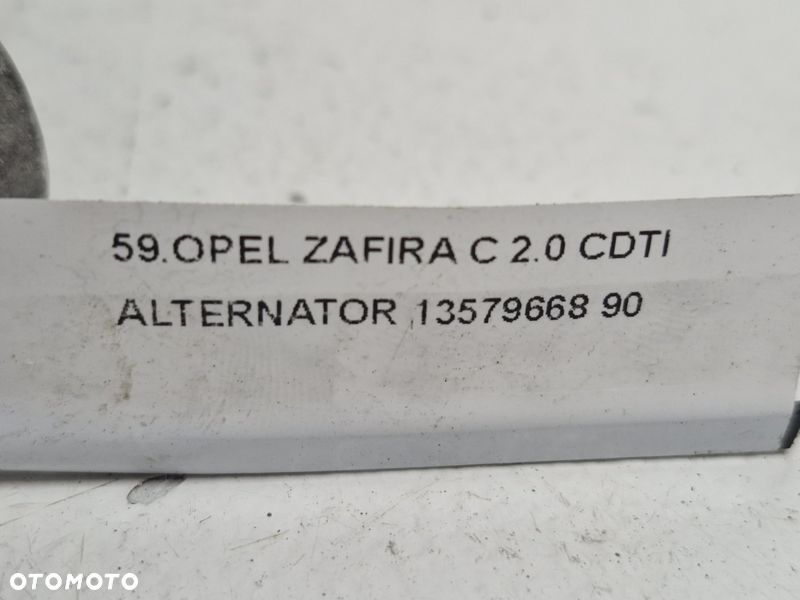 59.OPEL ZAFIRA C 2.0 CDTI
ALTERNATOR 13579668 90
OTOMOTO